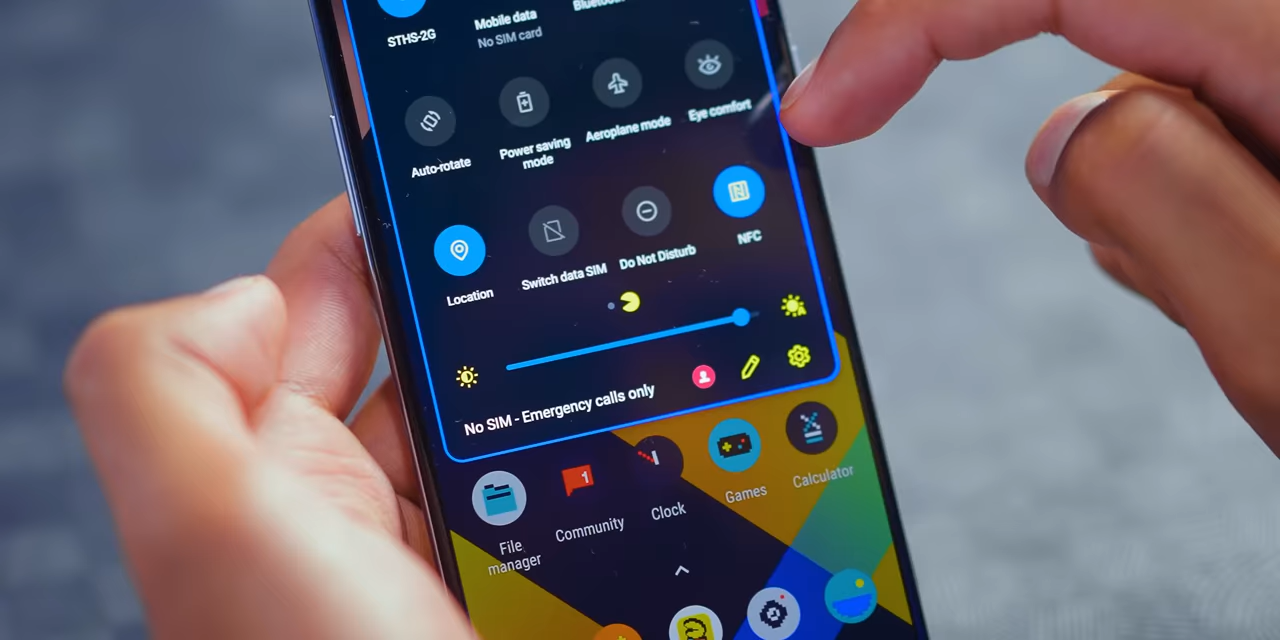 STHS-2G
Mobile data
No SIM card
Auto-rotate
Power saving
mode
Aeroplane mode
Eye comfort
Location
Switch data SIM
Do Not Disturb
NFC
A
No SIM - Emergency calls only
File
manager
1
Community
Clock
Games
Calculator